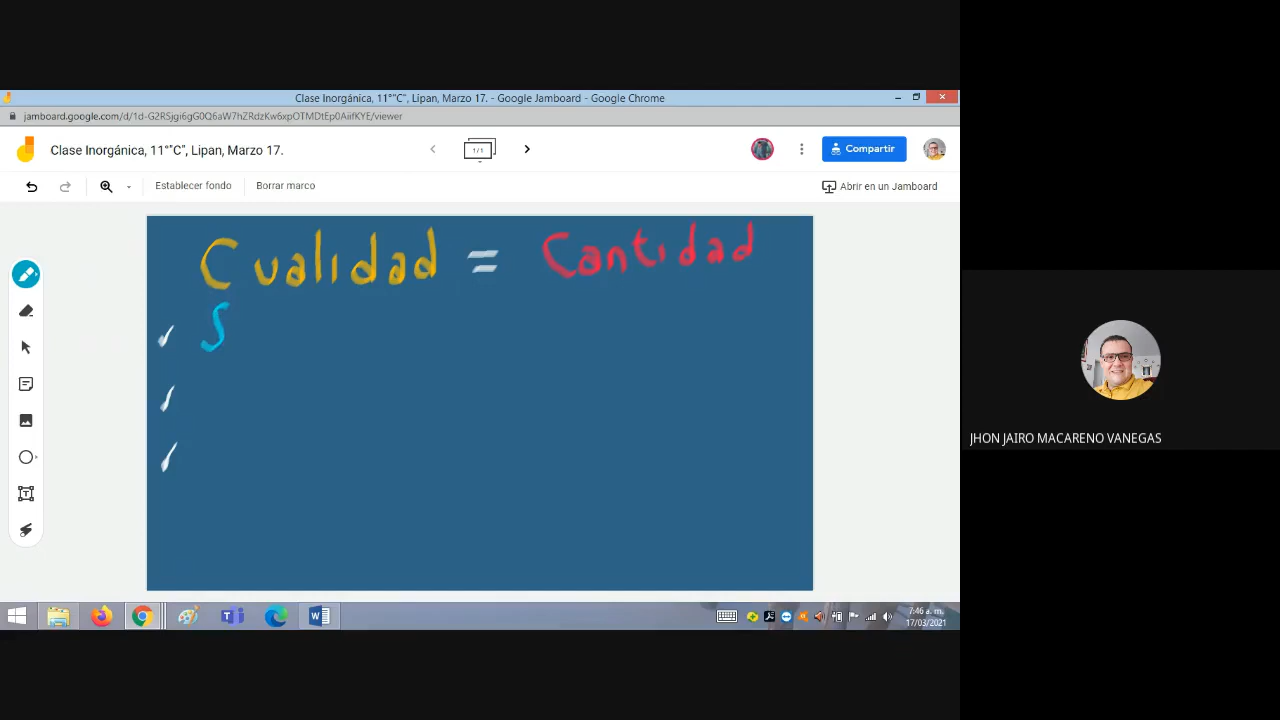 Clase Inorgánica, 11°"C", Lipan, Marzo 17. - Google Jamboard - Google Chrome
jamboard.google.com/d/1d-G2RSjgi6gG0Q6aW7hZRdzKw6xpOTMDtEp0AiifKYE/viewer
Clase Inorgánica, 11°"C", Lipan, Marzo 17.
1/1
Compartir
Establecer fondo
Borrar marco
Abrir en un Jamboard
Cualidad = Cantidad
✓ S
✓
✓
JHON JAIRO MACARENO VANEGAS
7:46 a. m.
17/03/2021